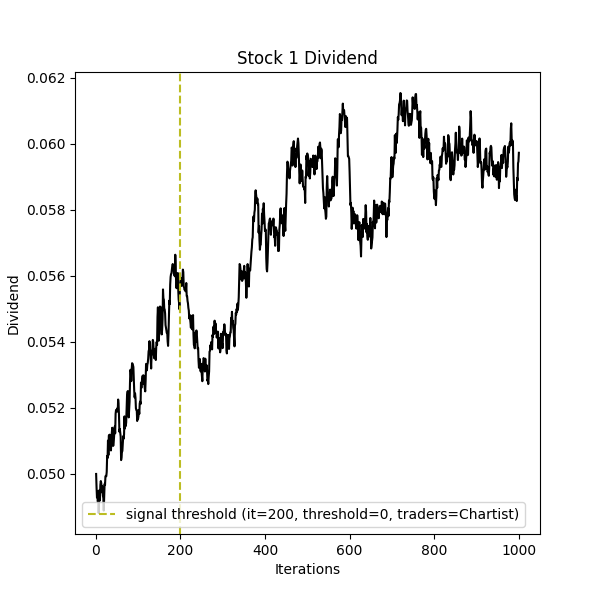 Stock 1 Dividend
0.062
0.060
0.058
0.056
0.054
0.052
0.050
Dividend
signal threshold (it=200, threshold=0, traders=Chartist)
0 200 400 600 800 1000
Iterations